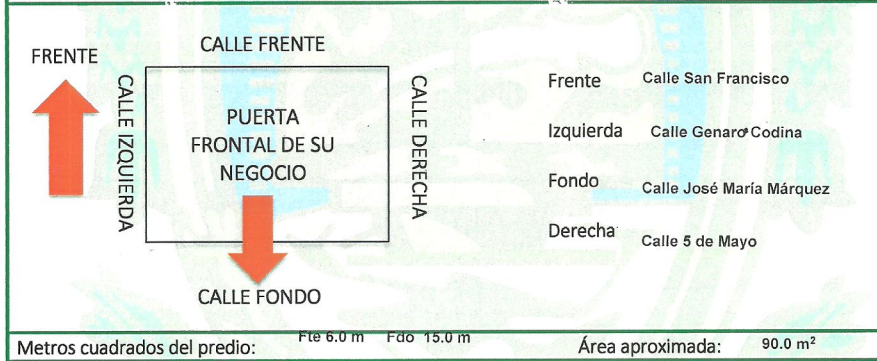 FRENTE
CALLE FRENTE
CALLE IZQUIERDA
PUERTA
FRONTAL DE SU
NEGOCIO
CALLE DERECHA
CALLE FONDO
Frente Calle San Francisco
Izquierda Calle Genaro Codina
Fondo Calle José María Márquez
Derecha Calle 5 de Mayo
Metros cuadrados del predio: Fte 6.0 m Fdo 15.0 m Área aproximada: 90.0 m²